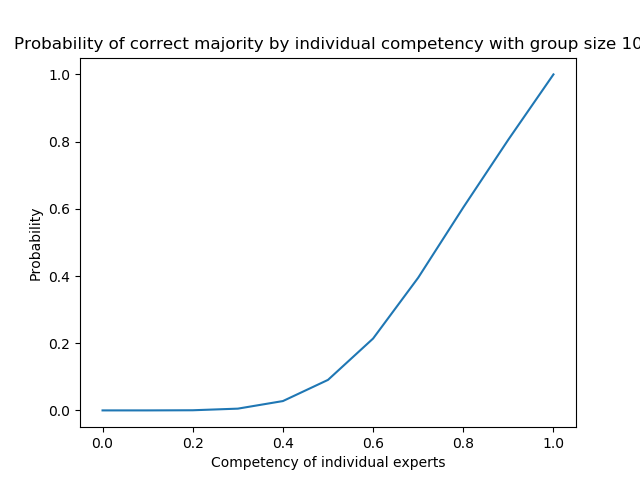 Probability of correct majority by individual competency with group size 10
1.0
0.8
0.6
0.4
0.2
0.0
Probability
0.0 0.2 0.4 0.6 0.8 1.0
Competency of individual experts